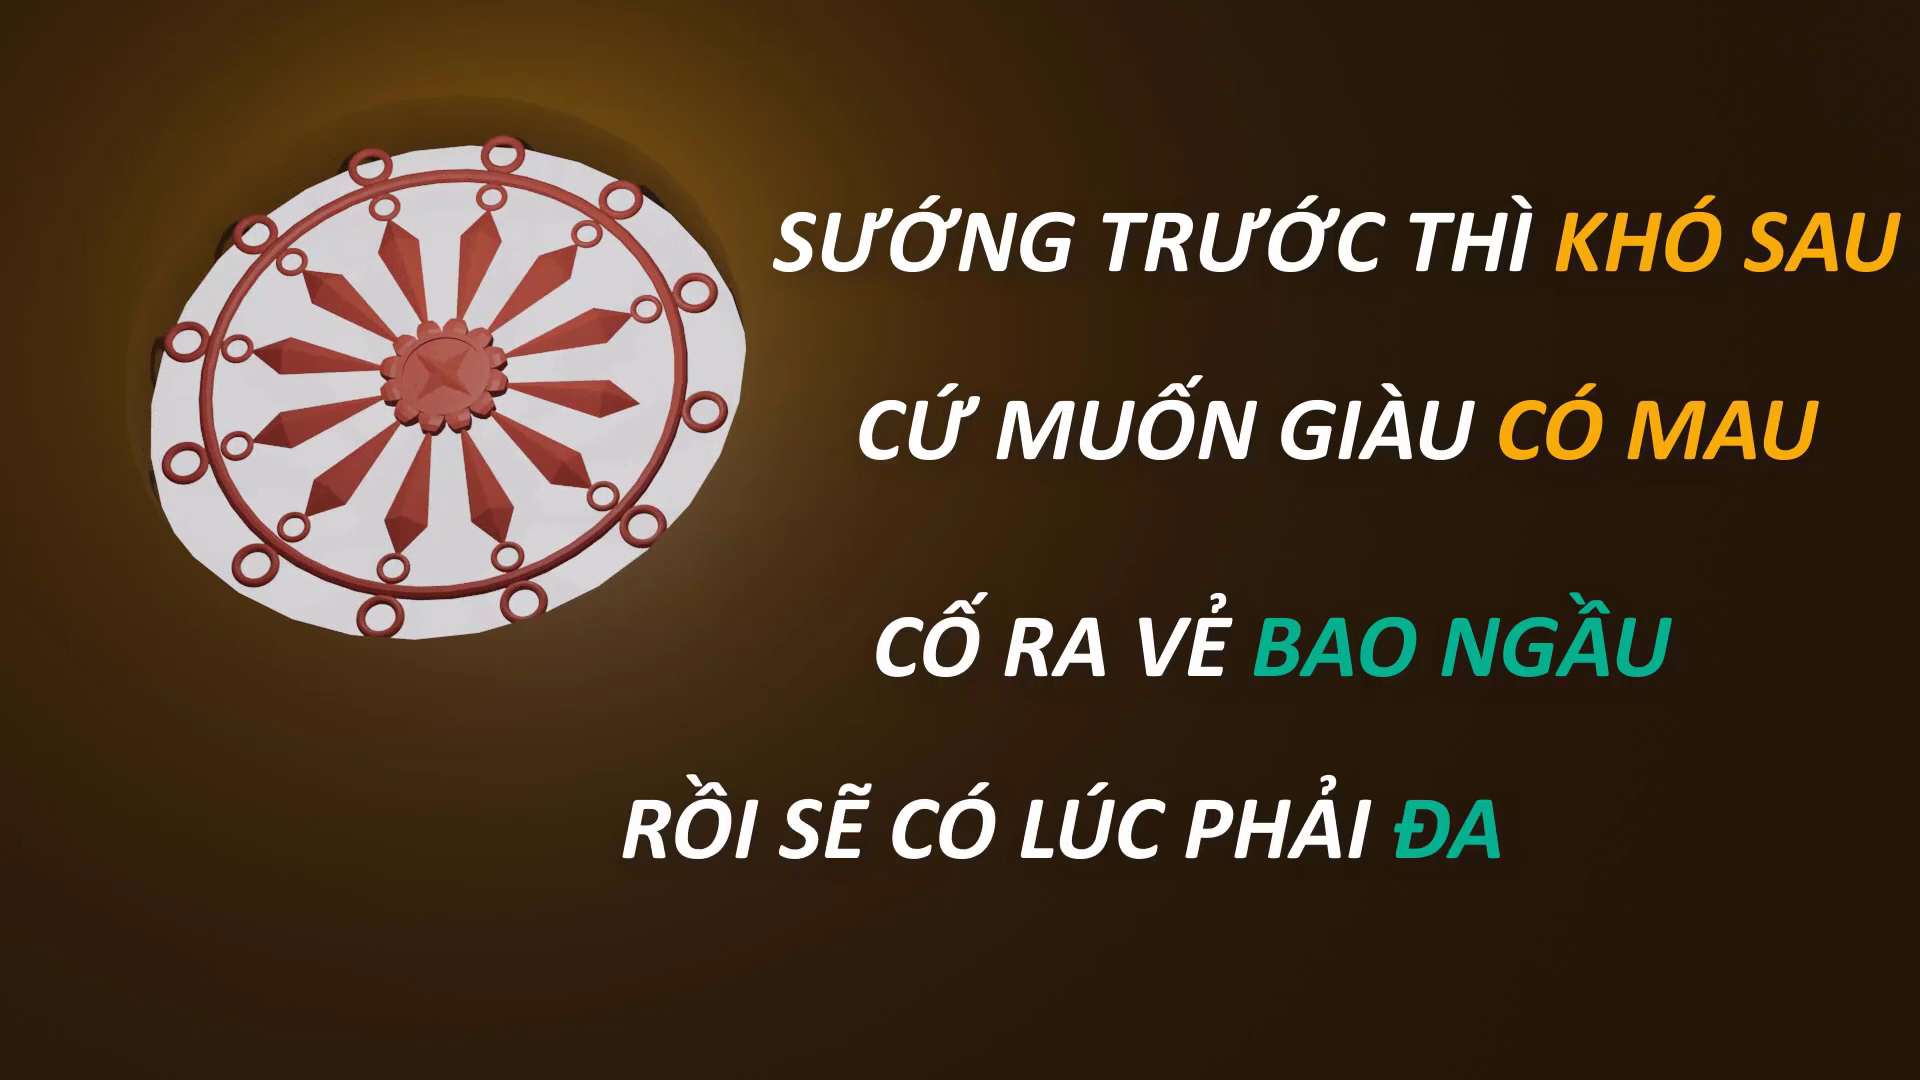 SƯỚNG TRƯỚC THÌ KHÓ SAU
CỨ MUỐN GIÀU CÓ MAU
CỐ RA VẺ BAO NGẦU
RỒI SẼ CÓ LÚC PHẢI ĐA